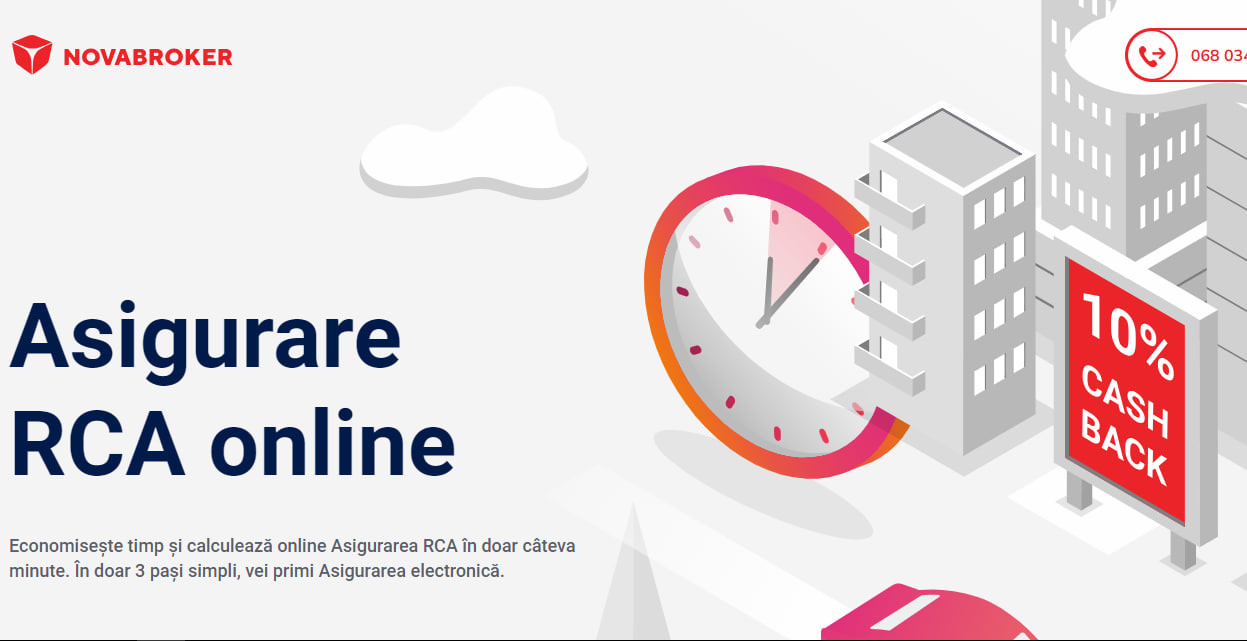 NOVABROKER
068 034
Asigurare
RCA online
Economisește timp și calculează online Asigurarea RCA în doar câteva
minute. În doar 3 pași simpli, vei primi Asigurarea electronică.
10%
CASH
BACK